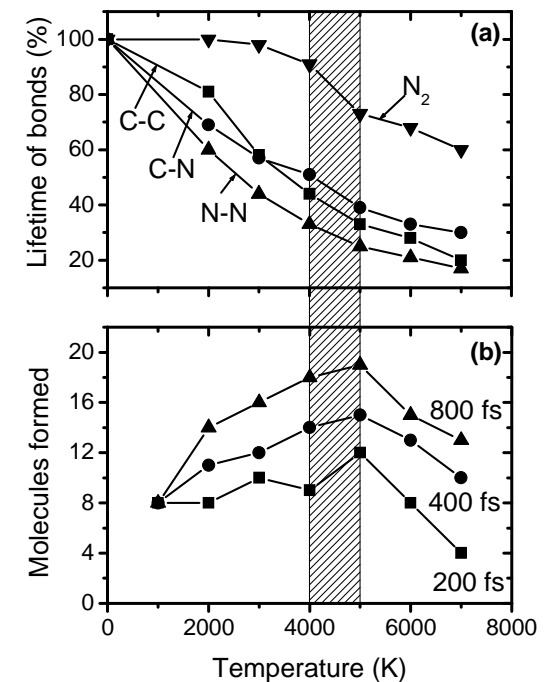 (a)
Lifetime of bonds (%)
100
80
60
40
20
N₂
C-C
C-N
N-N
(b)
Molecules formed
20
16
12
8
4
0
800 fs
400 fs
200 fs
0 2000 4000 6000 8000
Temperature (K)